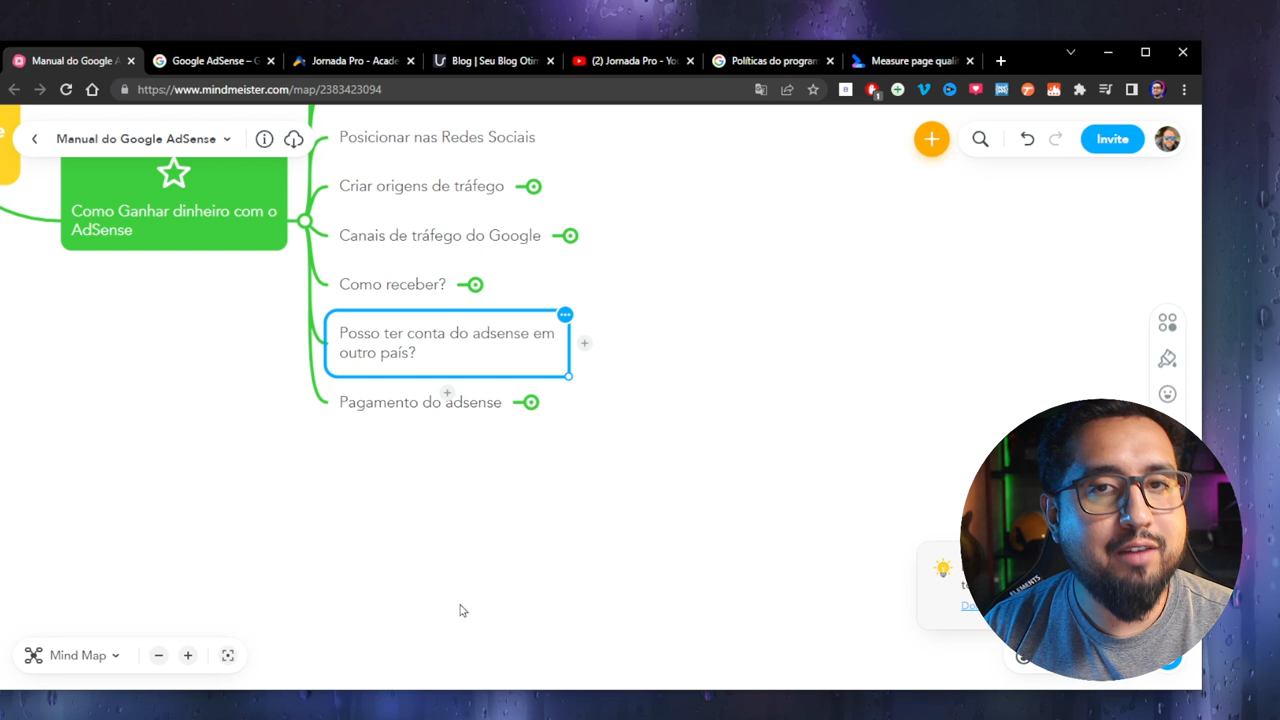 Manual do Google A
Google AdSense – G
Jornada Pro - Acade
Blog | Seu Blog Otim
(2) Jornada Pro - Yo
Políticas do program
Measure page quali
https://www.mindmeister.com/map/2383423094
1
e
Manual do Google AdSense
Invite
Posicionar nas Redes Sociais
Como Ganhar dinheiro com o
AdSense
Criar origens de tráfego
Canais de tráfego do Google
Como receber?
Posso ter conta do adsense em
outro país?
Pagamento do adsense
ELEMENTS
Mind Map